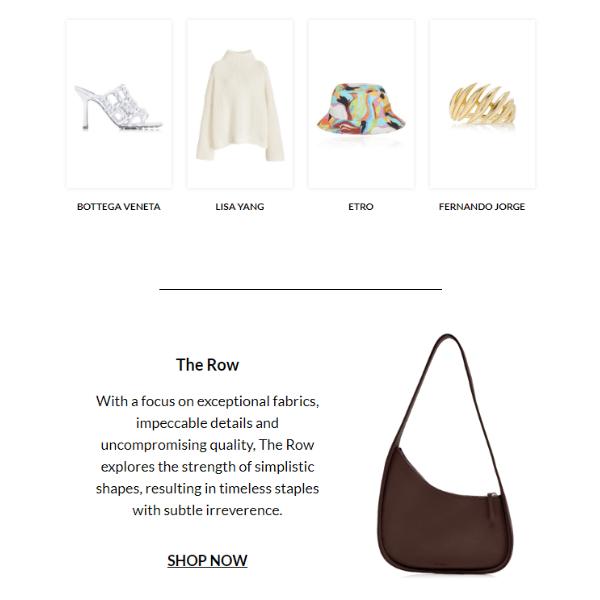 BOTTEGA VENETA
LISA YANG
ETRO
FERNANDO JORGE
The Row
With a focus on exceptional fabrics,
impeccable details and
uncompromising quality, The Row
explores the strength of simplistic
shapes, resulting in timeless staples
with subtle irreverence.
SHOP NOW